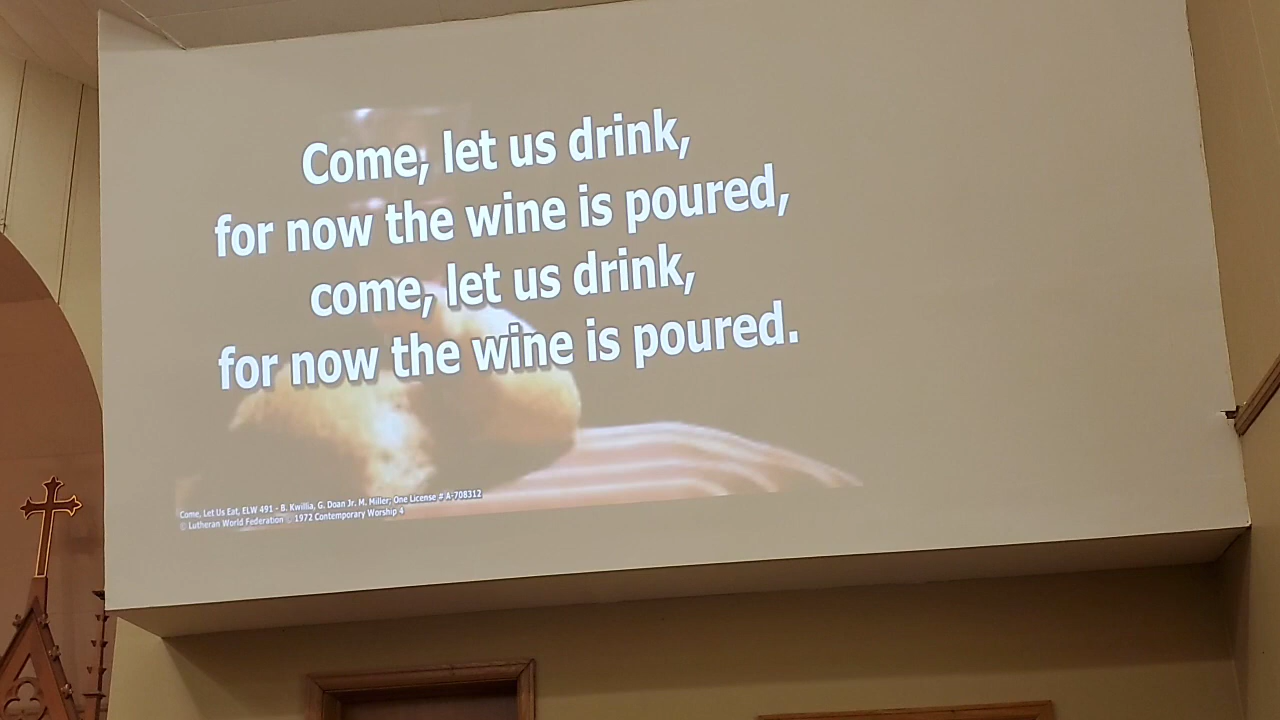 Come, let us drink,
for now the wine is poured,
come, let us drink,
for now the wine is poured.
Come, Let Us Eat, ELW 491 - B. Kwillia, G. Doan Jr. M. Miller; One License # A-708312
© Lutheran World Federation © 1972 Contemporary Worship 4